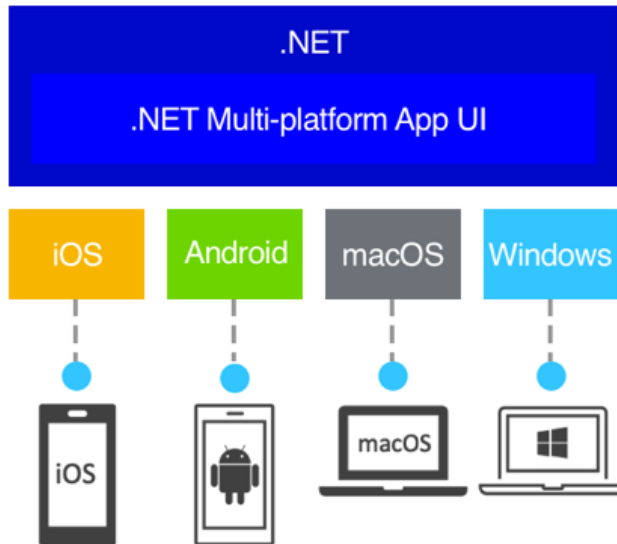 .NET
.NET Multi-platform App UI
iOS
Android
macOS
Windows
iOS
macOS